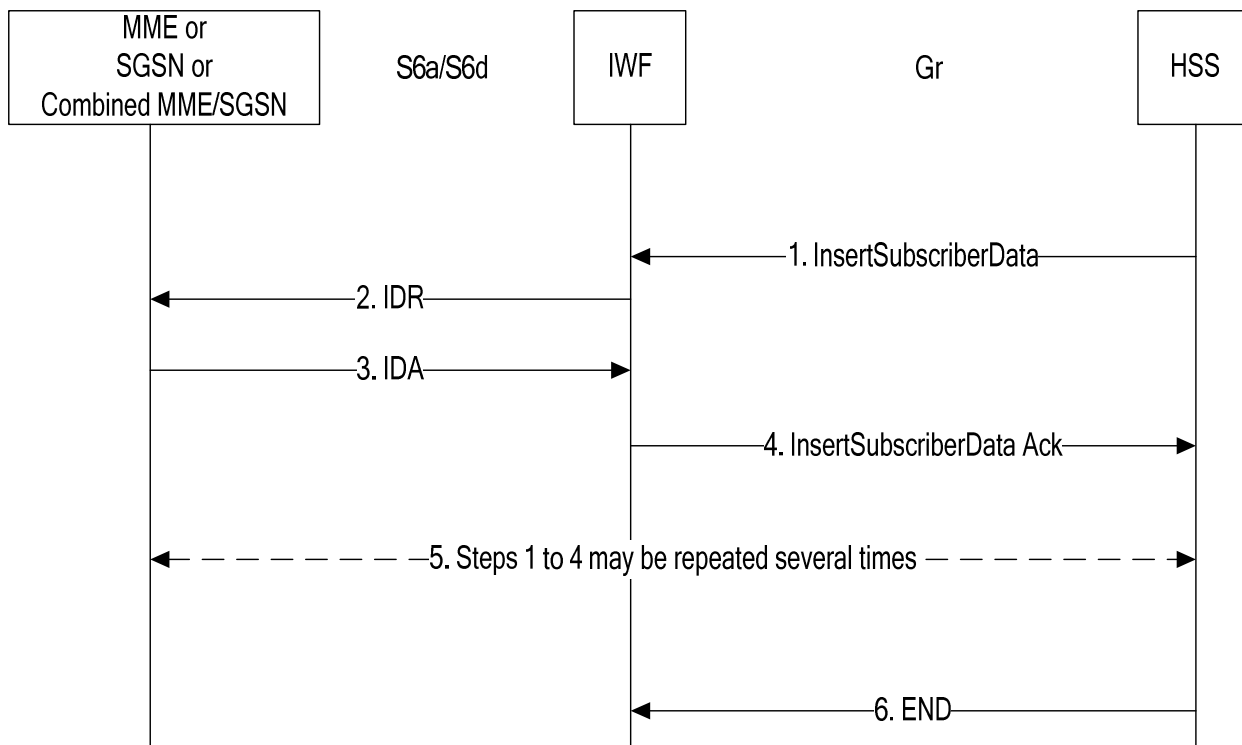 MME or
SGSN or
Combined MME/SGSN
S6a/S6d
IWF
Gr
HSS
1. InsertSubscriberData
2. IDR
3. IDA
4. InsertSubscriberData Ack
5. Steps 1 to 4 may be repeated several times
6. END